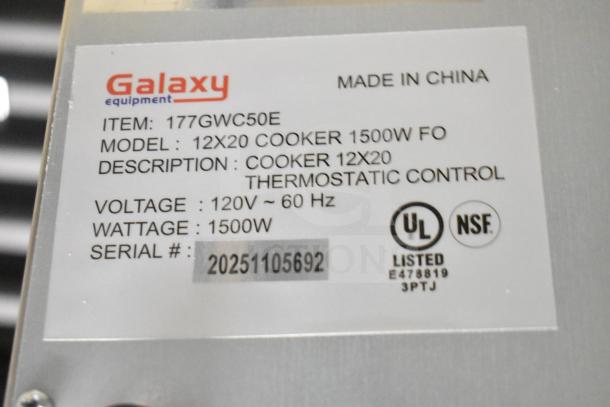 Galaxy
equipment
MADE IN CHINA
ITEM: 177GWC50E
MODEL : 12X20 COOKER 1500W FO
DESCRIPTION : COOKER 12X20
THERMOSTATIC CONTROL
VOLTAGE : 120V ~ 60 Hz
WATTAGE : 1500W
SERIAL # : 20251105692
UL
NSF
LISTED
E478819
3PTJ